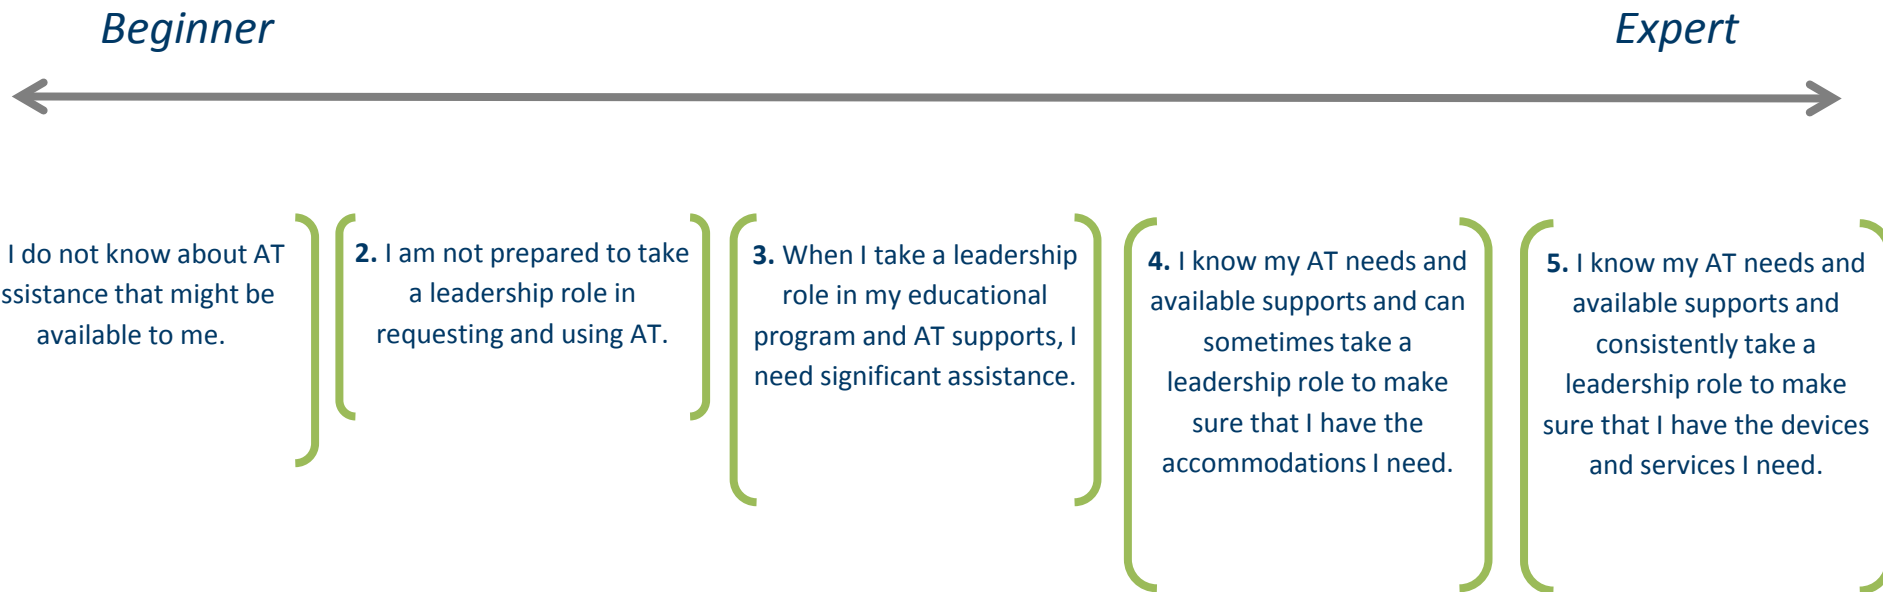 Beginner
Expert
I do not know about AT
ssistance that might be
available to me.
2. I am not prepared to take
a leadership role in
requesting and using AT.
3. When I take a leadership
role in my educational
program and AT supports, I
need significant assistance.
4. I know my AT needs and
available supports and can
sometimes take a
leadership role to make
sure that I have the
accommodations I need.
5. I know my AT needs and
available supports and
consistently take a
leadership role to make
sure that I have the devices
and services I need.